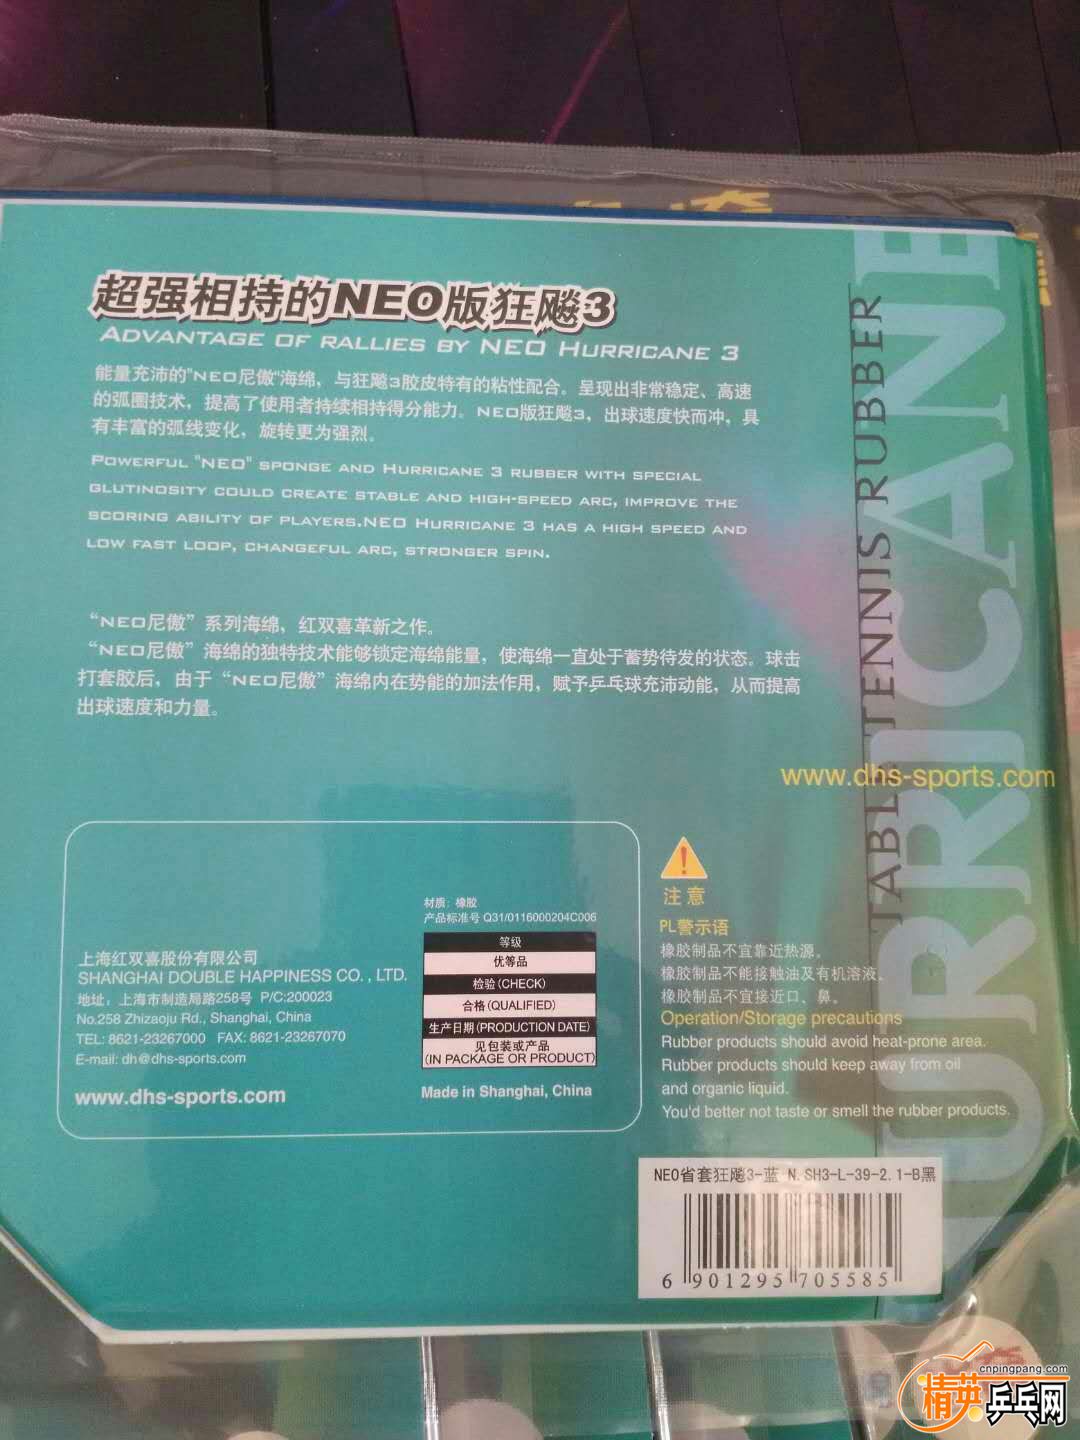 超强相持的NEO版狂飚3
ADVANTAGE OF RALLIES BY NEO HURRICANE 3
能量充沛的"NEO尼傲"海绵，与狂飚3胶皮特有的粘性配合。呈现出非常稳定、高速
的弧圈技术，提高了使用者持续相持得分能力。NEO版狂飚3，出球速度快而冲，具
有丰富的弧线变化，旋转更为强烈。
POWERFUL "NEO" SPONGE AND HURRICANE 3 RUBBER WITH SPECIAL
GLUTINOSITY COULD CREATE STABLE AND HIGH-SPEED ARC, IMPROVE THE
SCORING ABILITY OF PLAYERS.NEO HURRICANE 3 HAS A HIGH SPEED AND
LOW FAST LOOP, CHANGEFUL ARC, STRONGER SPIN.
“NEO尼傲”系列海绵，红双喜革新之作。
“NEO尼傲”海绵的独特技术能够锁定海绵能量，使海绵一直处于蓄势待发的状态。球击
打套胶后，由于“NEO尼傲”海绵内在势能的加法作用，赋予乒乓球充沛动能，从而提高
出球速度和力量。
HURRICANE
TABLE TENNIS RUBBER
www.dhs-sports.com
材质：橡胶
产品标准号 Q31/0116000204C006
等级
优等品
检验(CHECK)
合格(QUALIFIED)
生产日期(PRODUCTION DATE)
见包装或产品
(IN PACKAGE OR PRODUCT)
Made in Shanghai, China
上海红双喜股份有限公司
SHANGHAI DOUBLE HAPPINESS CO. , LTD.
地址：上海市制造局路258号 P/C:200023
No.258 Zhizaoju Rd., Shanghai, China
TEL: 8621-23267000 FAX: 8621-23267070
E-mail: dh@dhs-sports.com
www.dhs-sports.com
注意
PL警示语
橡胶制品不宜靠近热源。
橡胶制品不能接触油及有机溶液。
橡胶制品不宜接近口、鼻。
Operation/Storage precautions
Rubber products should avoid heat-prone area.
Rubber products should keep away from oil
and organic liquid.
You'd better not taste or smell the rubber products.
NEO省套狂飚3-蓝 N.SH3-L-39-2.1-B黑
6 901295 705585
cnpingpang.com
精英乒乓网